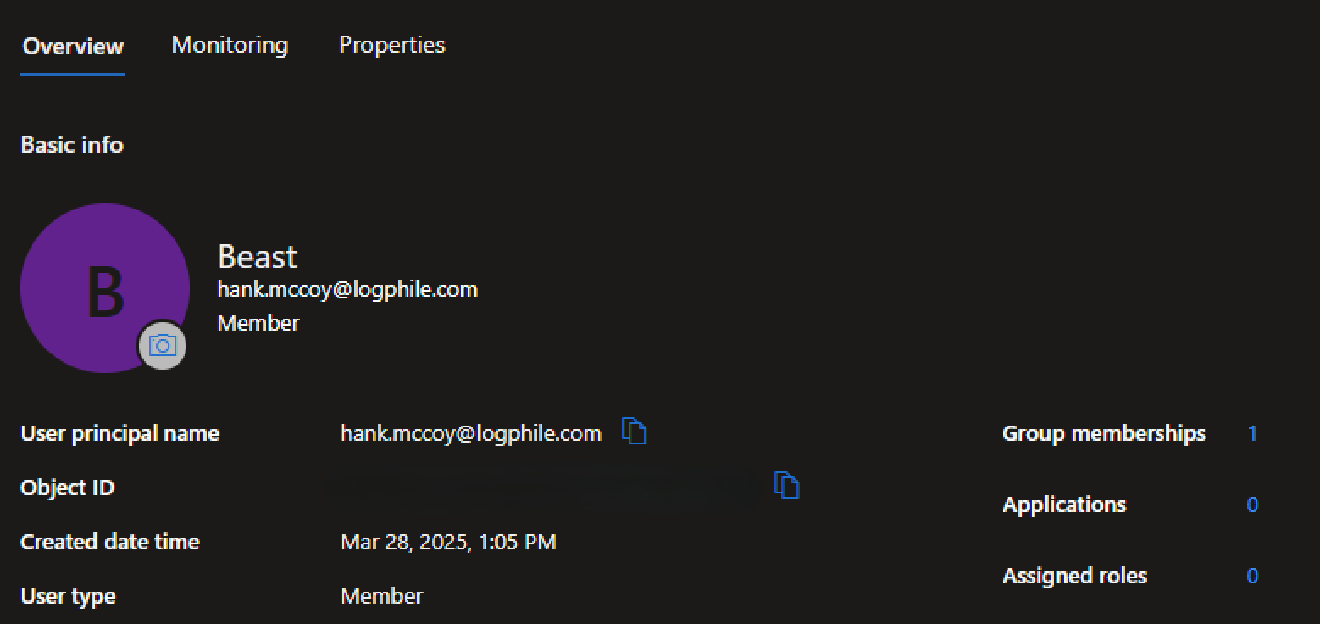 Overview Monitoring Properties
Basic info
B
Beast
hank.mccoy@logphile.com
Member
User principal name hank.mccoy@logphile.com Group memberships 1
Object ID
Applications 0
Created date time Mar 28, 2025, 1:05 PM
Assigned roles 0
User type Member